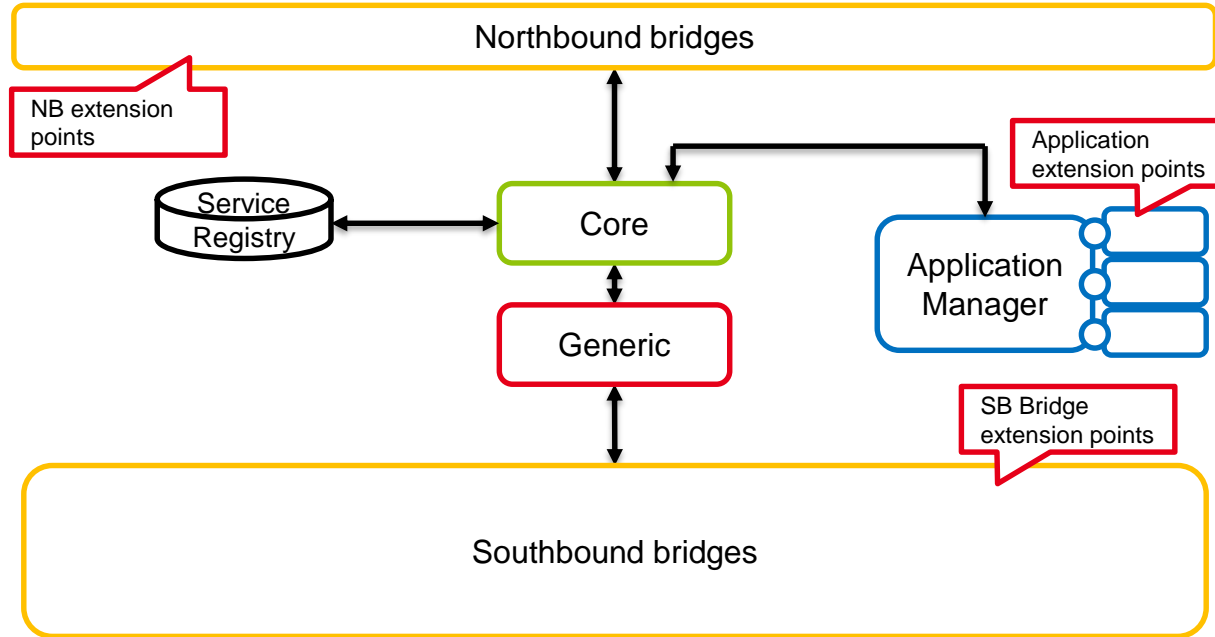 Northbound bridges
NB extension
points
Application
extension points
Service
Registry
Core
Application
Manager
Generic
SB Bridge
extension points
Southbound bridges